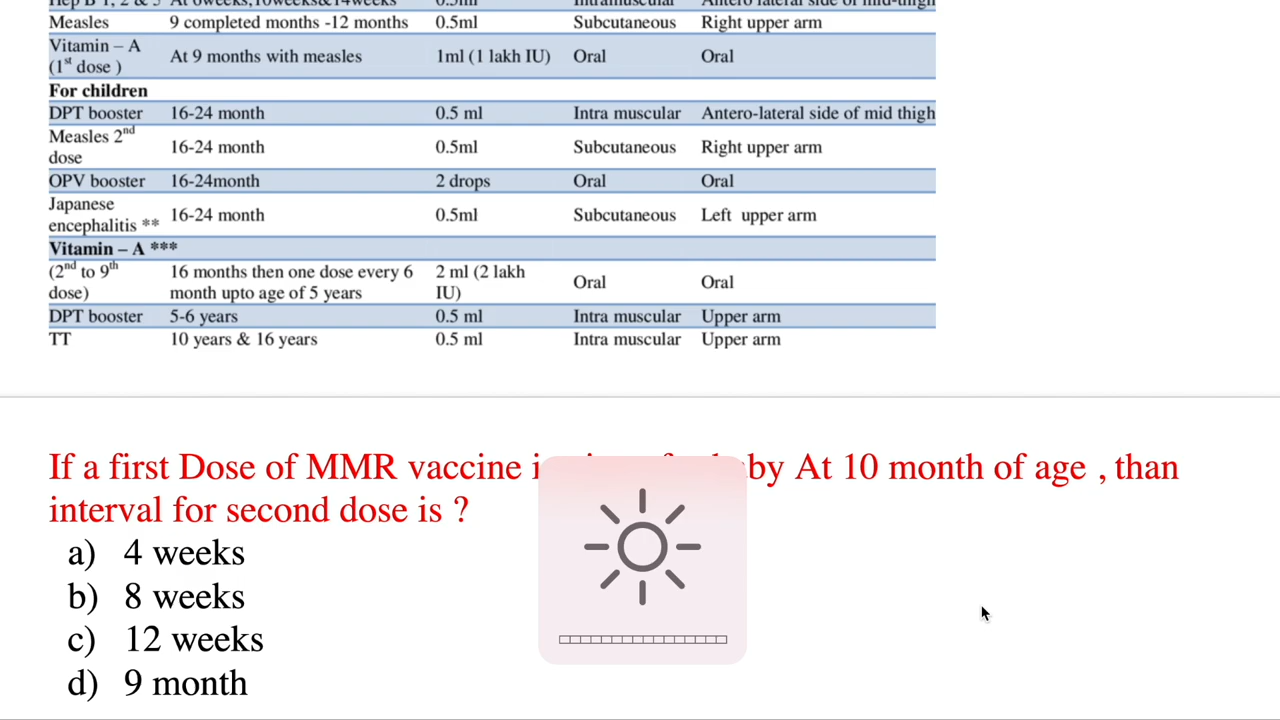 Measles 9 completed months -12 months 0.5ml Subcutaneous Right upper arm
Vitamin – A
(1st dose ) At 9 months with measles 1ml (1 lakh IU) Oral Oral
For children
DPT booster 16-24 month 0.5 ml Intra muscular Antero-lateral side of mid thigh
Measles 2nd
dose 16-24 month 0.5ml Subcutaneous Right upper arm
OPV booster 16-24month 2 drops Oral Oral
Japanese
encephalitis ** 16-24 month 0.5ml Subcutaneous Left upper arm
Vitamin – A ***
(2nd to 9th 16 months then one dose every 6 2 ml (2 lakh
dose) month upto age of 5 years IU) Oral Oral
DPT booster 5-6 years 0.5 ml Intra muscular Upper arm
TT 10 years & 16 years 0.5 ml Intra muscular Upper arm
If a first Dose of MMR vaccine At 10 month of age , than
interval for second dose is ?
a) 4 weeks
b) 8 weeks
c) 12 weeks
d) 9 month